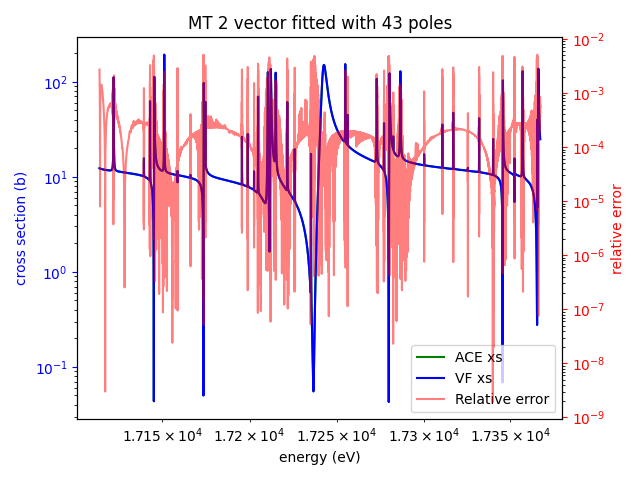 MT 2 vector fitted with 43 poles
10²
10¹
10⁰
10⁻¹
cross section (b)
10⁻²
10⁻³
10⁻⁴
10⁻⁵
10⁻⁶
10⁻⁷
10⁻⁸
10⁻⁹
relative error
ACE xs
VF xs
Relative error
1.715 × 10⁴ 1.72 × 10⁴ 1.725 × 10⁴ 1.73 × 10⁴ 1.735 × 10⁴
energy (eV)